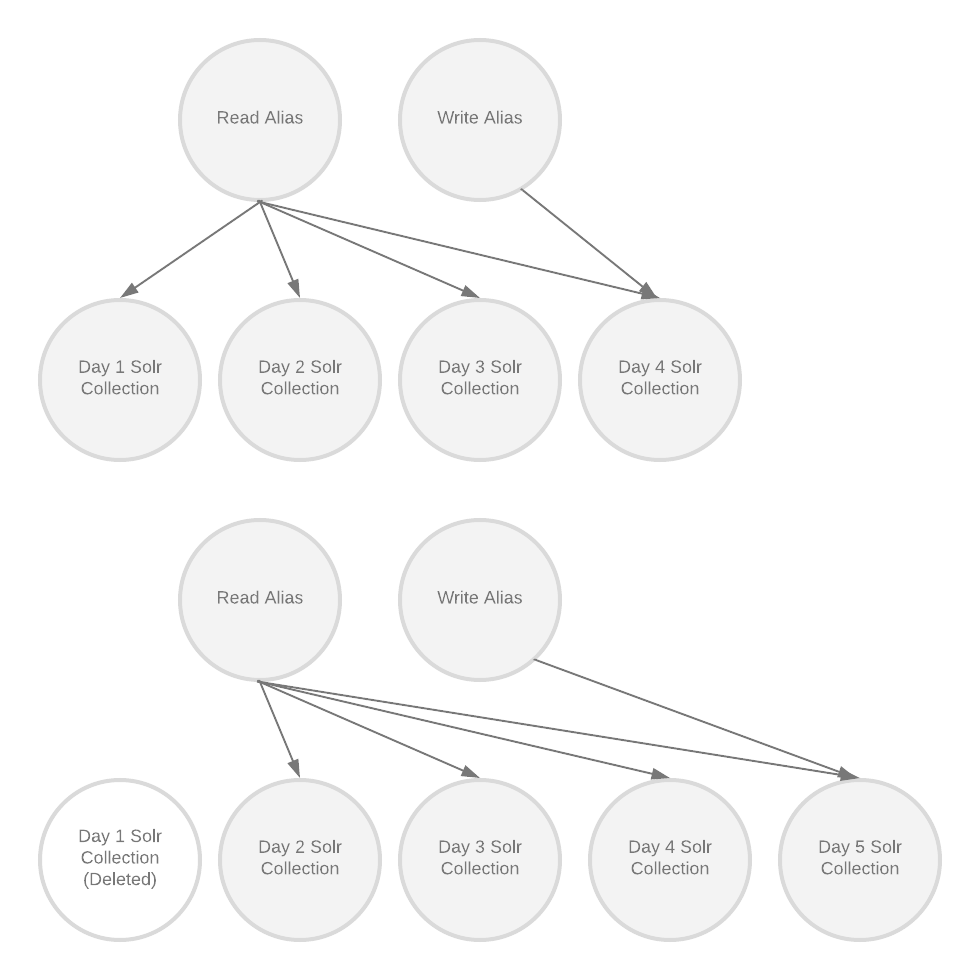 Read Alias
Write Alias
Day 1 Solr
Collection
Day 2 Solr
Collection
Day 3 Solr
Collection
Day 4 Solr
Collection
Read Alias
Write Alias
Day 1 Solr
Collection
(Deleted)
Day 2 Solr
Collection
Day 3 Solr
Collection
Day 4 Solr
Collection
Day 5 Solr
Collection